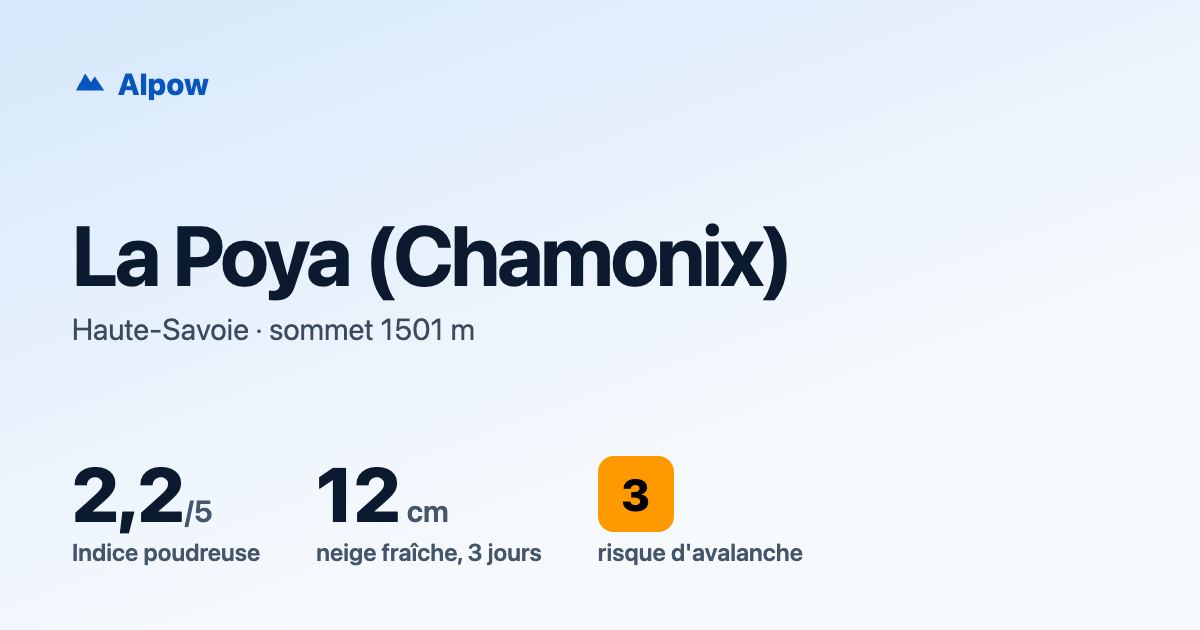 Alpow
La Poya (Chamonix)
Haute-Savoie · sommet 1501 m
2,2/5
Indice poudreuse
12 cm
neige fraîche, 3 jours
3
risque d'avalanche